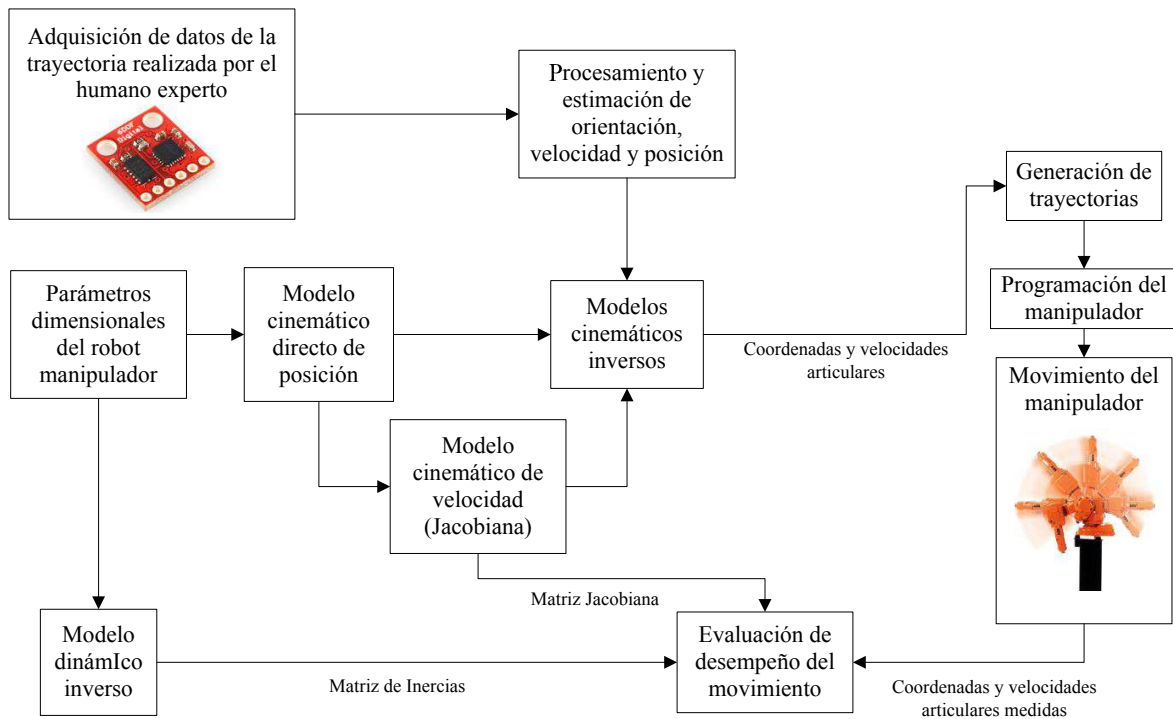 Adquisición de datos de la
trayectoria realizada por el
humano experto
6DOF
Digital
Procesamiento y
estimación de
orientación,
velocidad y posición
Generación de
trayectorias
Parámetros
dimensionales
del robot
manipulador
Modelo
cinemático
directo de
posición
Modelos
cinemáticos
inversos
Coordenadas y velocidades
articulares
Programación del
manipulador
Movimiento del
manipulador
Modelo
cinemático de
velocidad
(Jacobiana)
Matriz Jacobiana
Modelo
dinámIco
inverso
Matriz de Inercias
Evaluación de
desempeño del
movimiento
Coordenadas y velocidades
articulares medidas